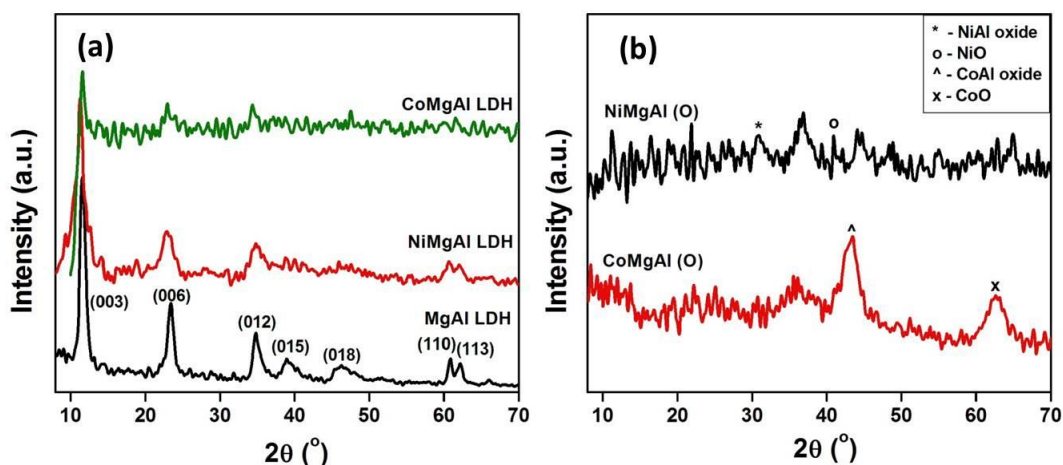 (a)
CoMgAl LDH
NiMgAl LDH
(003)
(006)
MgAl LDH
(012)
(015)
(018)
(110)
(113)
Intensity (a.u.)
10 20 30 40 50 60 70
2θ (°)
(b)
* - NiAl oxide
o - NiO
^ - CoAl oxide
x - CoO
NiMgAl (O)
*
o
CoMgAl (O)
^
x
Intensity (a.u.)
10 20 30 40 50 60 70
2θ (°)